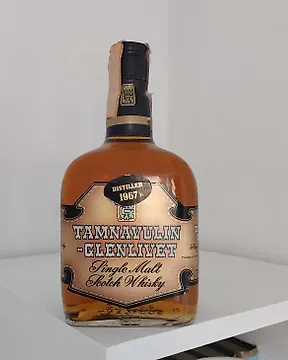 DISTILLED
1967
TAMNAVULIN
-GLENLIVET
Single Malt
Scotch Whisky